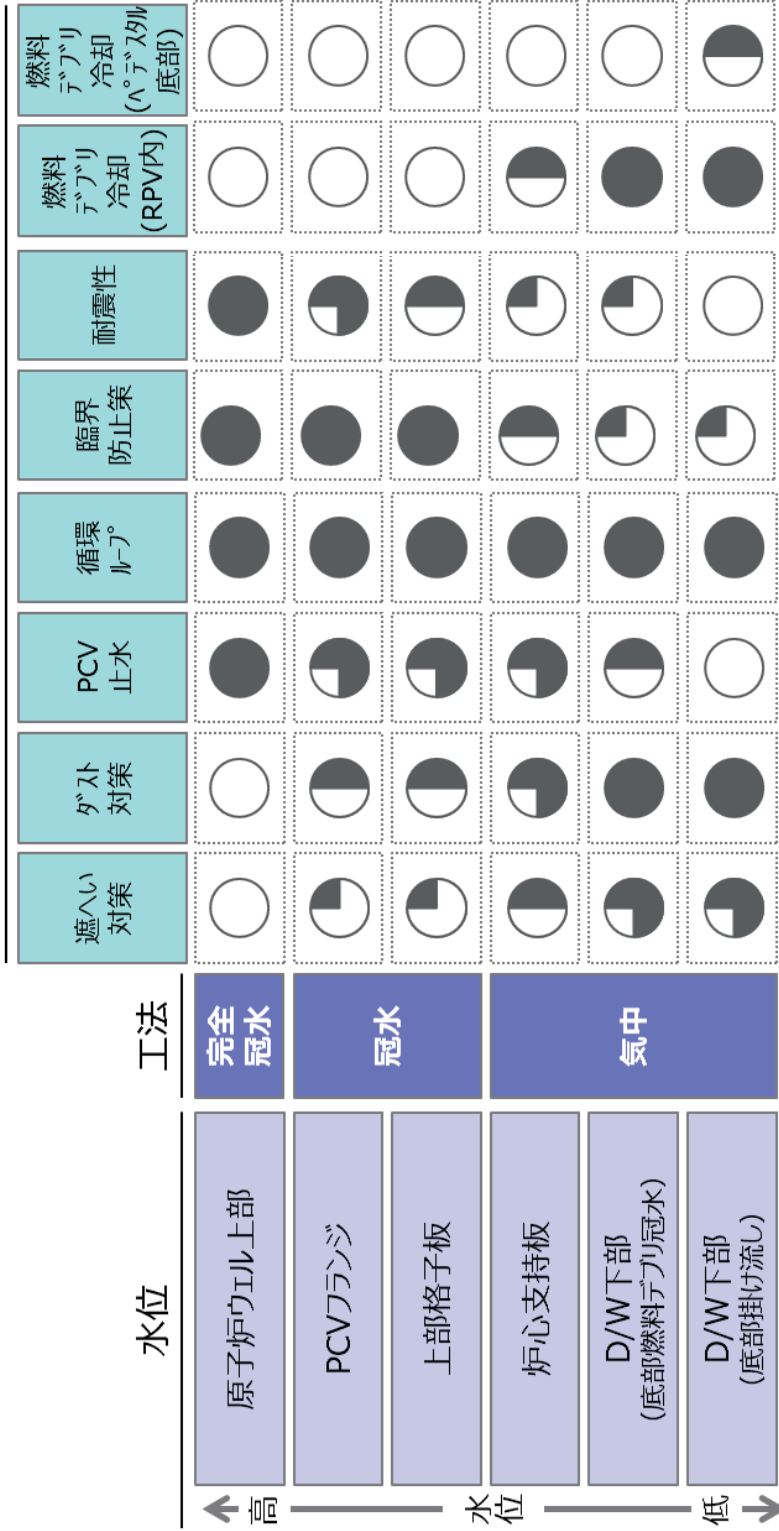 水位
工法
遮へい
対策
ダスト
対策
PCV
止水
循環
ループ
臨界
防止策
耐震性
燃料
デブリ
冷却
(RPV内)
燃料
デブリ
冷却
(ペデスタル
底部)
高
水位
低
原子炉ウェル上部
PCVフランジ
上部格子板
炉心支持板
D/W下部
(底部燃料デブリ冠水)
D/W下部
(底部掛け流し)
完全
冠水
冠水
気中